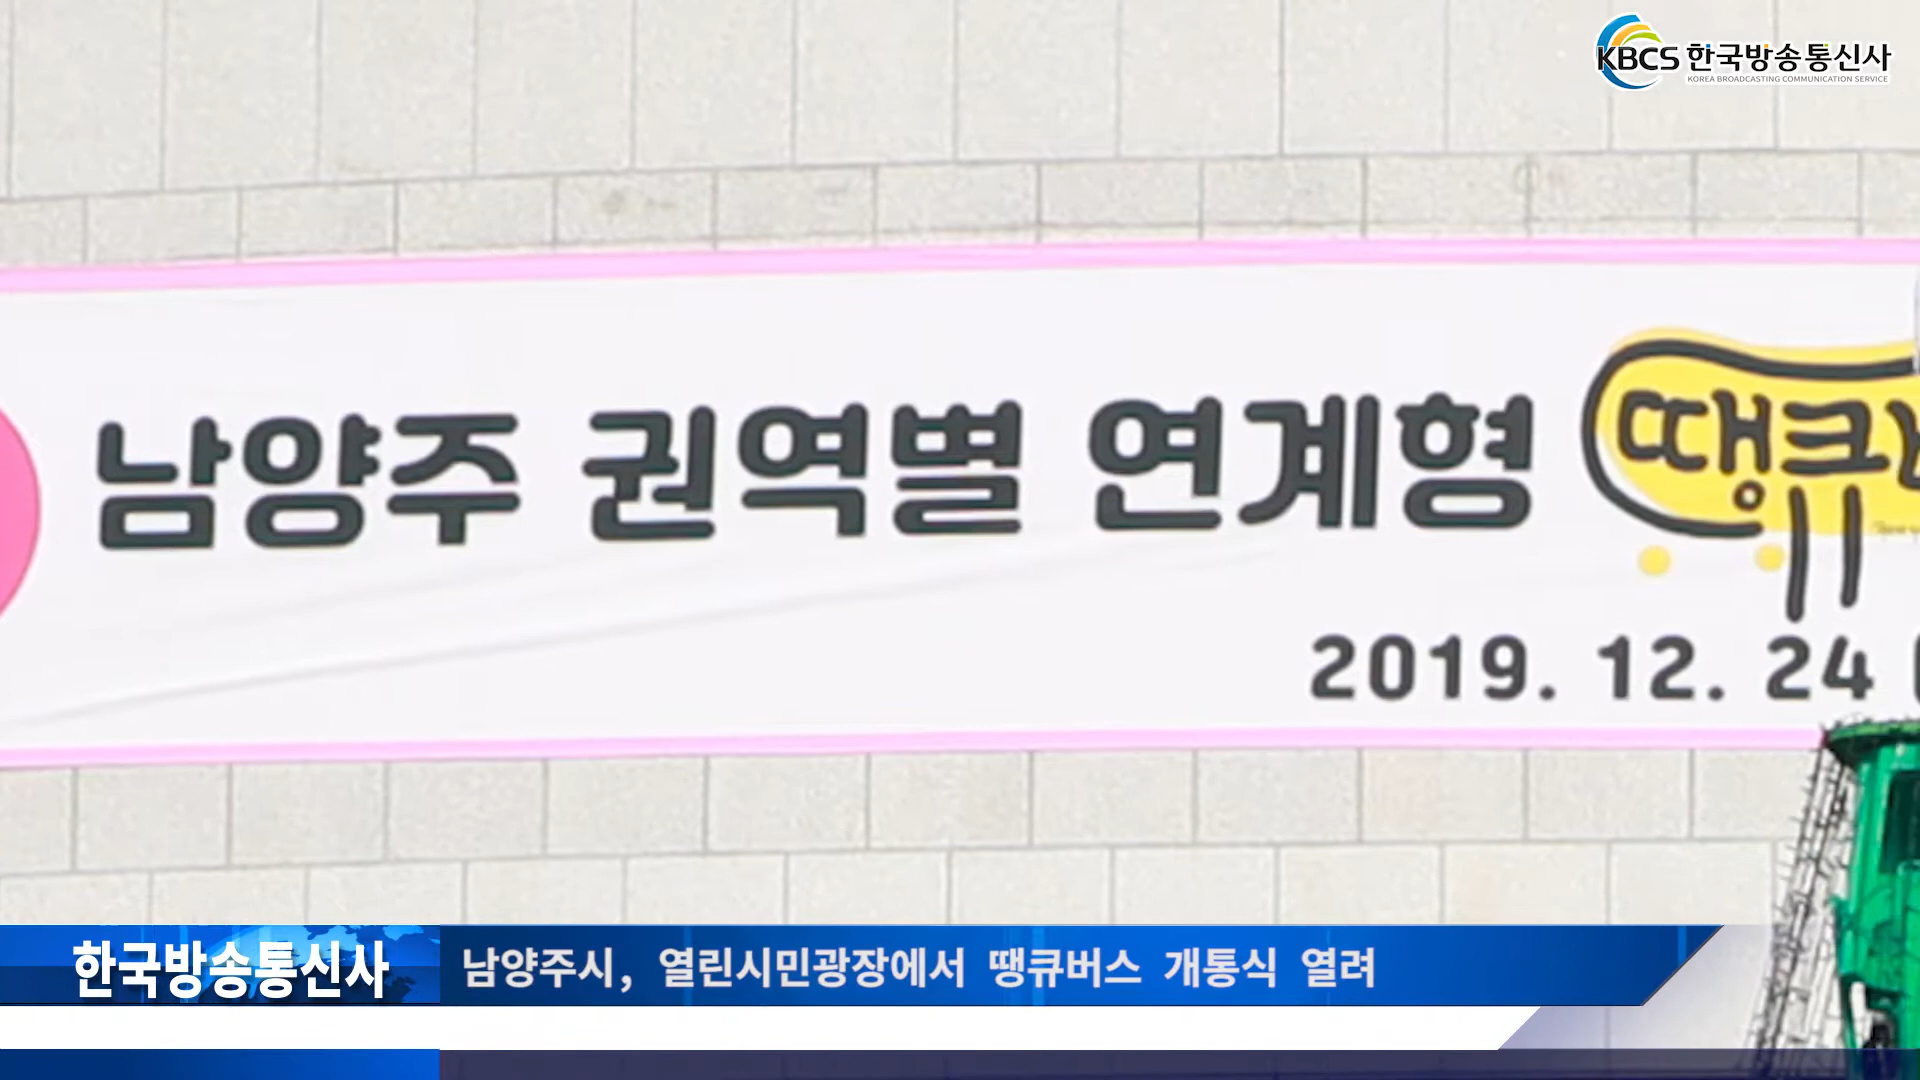 KBCS 한국방송통신사
KOREA BROADCASTING COMMUNICATION SERVICE
남양주 권역별 연계형 땡큐
2019. 12. 24
한국방송통신사
남양주시, 열린시민광장에서 땡큐버스 개통식 열려